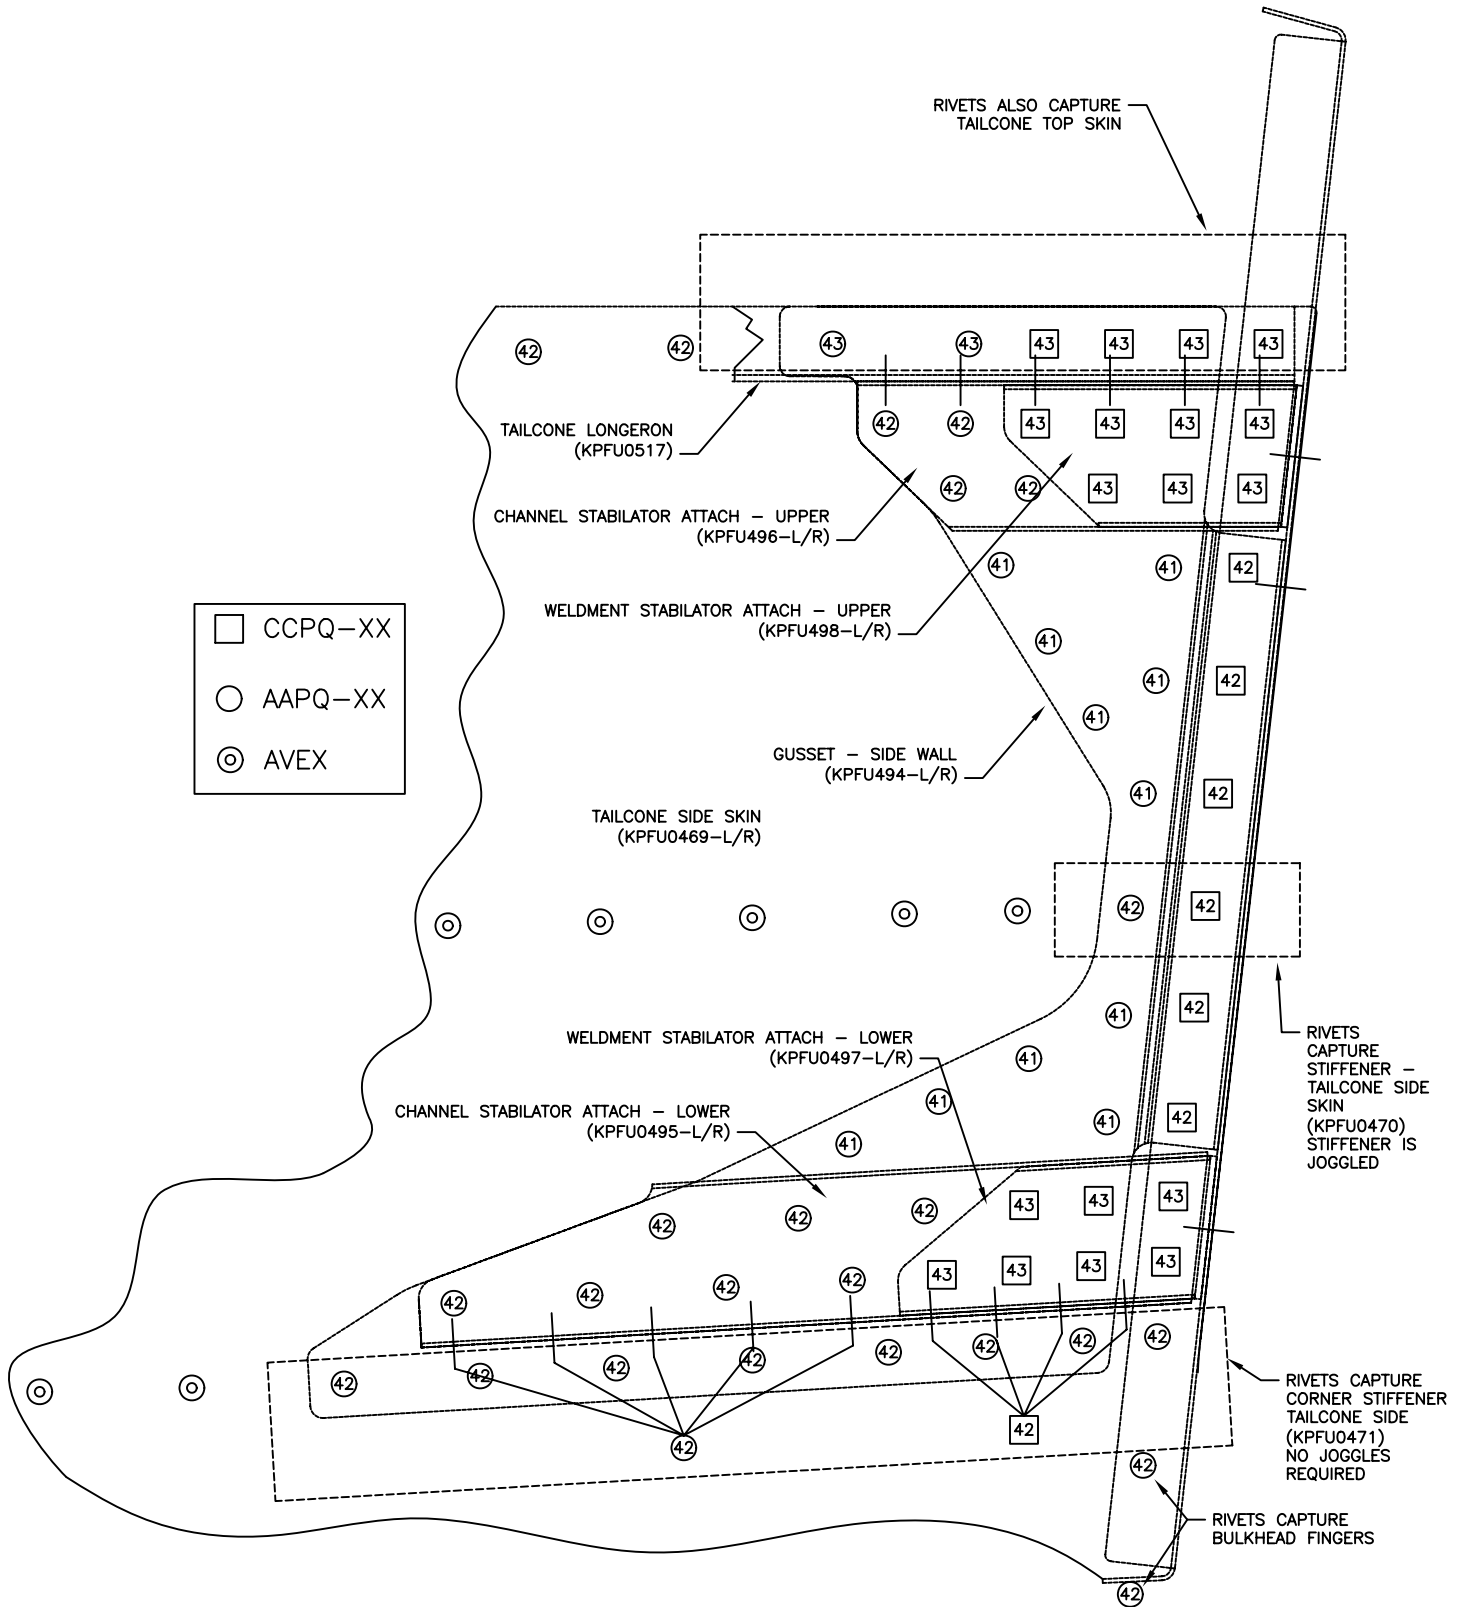 RIVETS ALSO CAPTURE
TAILCONE TOP SKIN
43 43 43 43 43 43
42 42
TAILCONE LONGERON
(KPFU0517)
42 42 43 43 43 43
42 42 43 43 43
CHANNEL STABILATOR ATTACH – UPPER
(KPFU496–L/R)
41 41 42
WELDMENT STABILATOR ATTACH – UPPER
(KPFU498–L/R)
CCPQ–XX
AAPQ–XX
AVEX
41
41 42
41
GUSSET – SIDE WALL
(KPFU494–L/R)
41 42
TAILCONE SIDE SKIN
(KPFU0469–L/R)
42 42
41 42
RIVETS
CAPTURE
STIFFENER –
TAILCONE SIDE
SKIN
(KPFU0470)
STIFFENER IS
JOGGLED
WELDMENT STABILATOR ATTACH – LOWER
(KPFU0497–L/R)
41
41
CHANNEL STABILATOR ATTACH – LOWER
(KPFU0495–L/R)
41 42
41
42 42 42 43 43 43
42 42 42 42 43 43 43 43
42 42 42 42 42 42 42 42
42 42
RIVETS CAPTURE
CORNER STIFFENER
TAILCONE SIDE
(KPFU0471)
NO JOGGLES
REQUIRED
42
RIVETS CAPTURE
BULKHEAD FINGERS
42